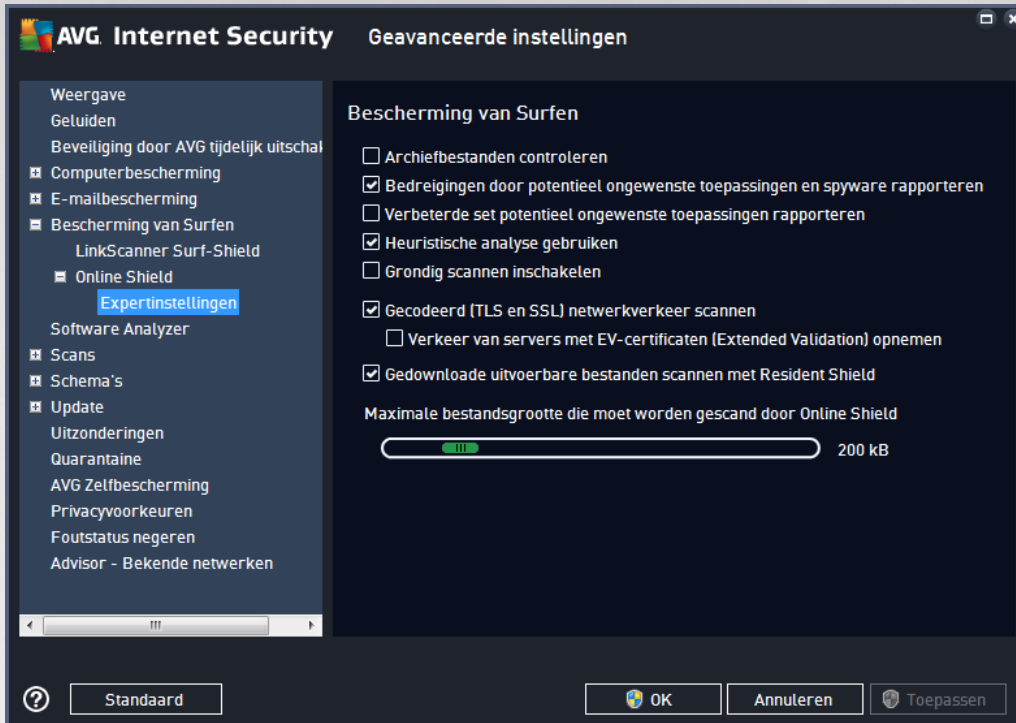 AVG Internet Security Geavanceerde instellingen
Weergave
Geluiden
Beveiliging door AVG tijdelijk uitschak
Computerbescherming
E-mailbescherming
Bescherming van Surfen
LinkScanner Surf-Shield
Online Shield
Expertinstellingen
Software Analyzer
Scans
Schema's
Update
Uitzonderingen
Quarantaine
AVG Zelfbescherming
Privacyvoorkeuren
Foutstatus negeren
Advisor - Bekende netwerken
Bescherming van Surfen
Archiefbestanden controleren
Bedreigingen door potentieel ongewenste toepassingen en spyware rapporteren
Verbeterde set potentieel ongewenste toepassingen rapporteren
Heuristische analyse gebruiken
Grondig scannen inschakelen
Gecodeerd (TLS en SSL) netwerkverkeer scannen
Verkeer van servers met EV-certificaten (Extended Validation) opnemen
Gedownloade uitvoerbare bestanden scannen met Resident Shield
Maximale bestandsgrootte die moet worden gescand door Online Shield
200 kB
? Standaard OK Annuleren Toepassen